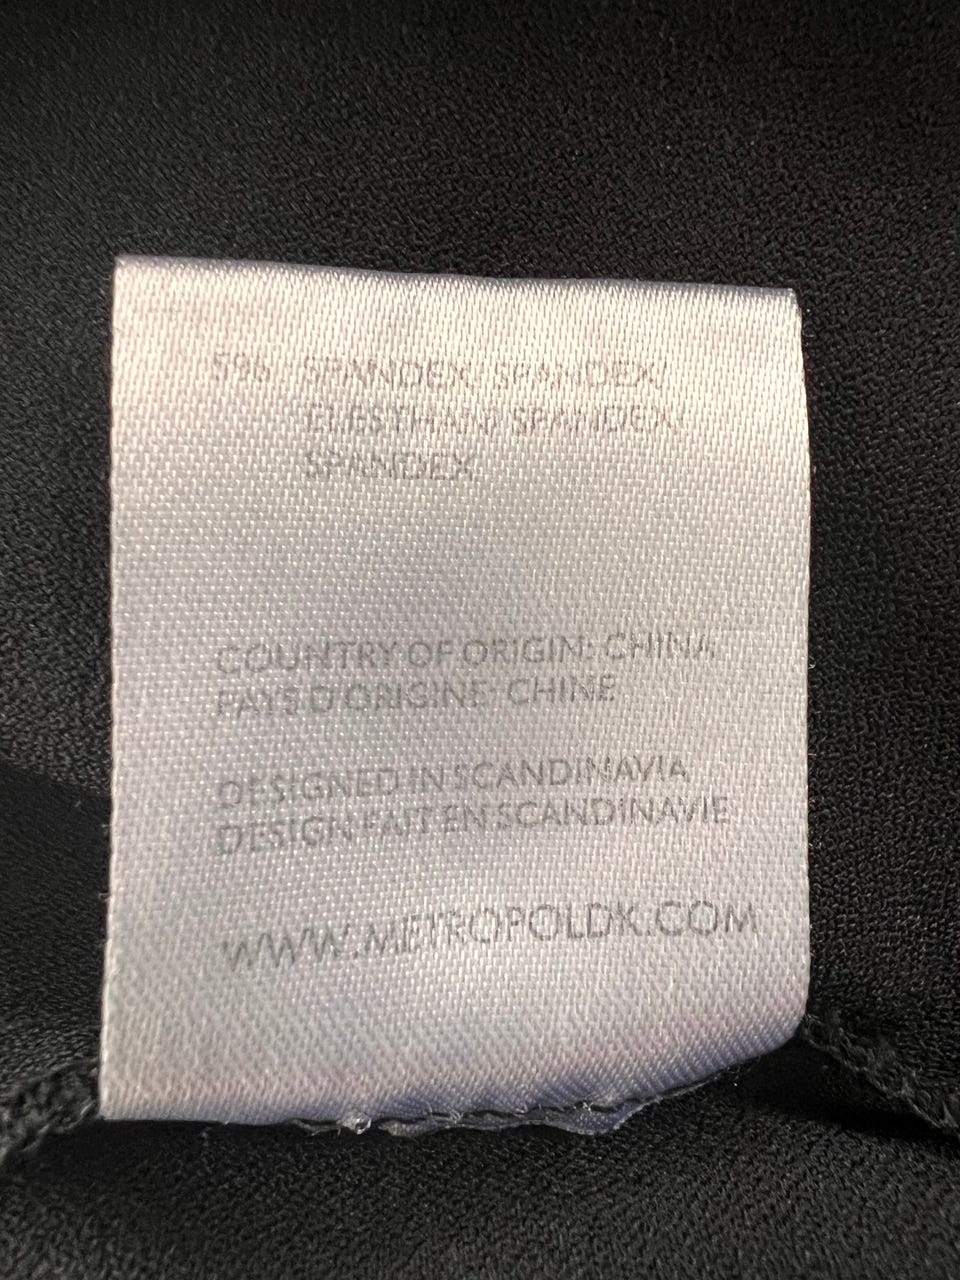 5% SPANDEX/ SPANDEX/
ELESTHAN/ SPANDEX/
SPANDEX
COUNTRY OF ORIGIN: CHINA
PAYS D'ORIGINE: CHINE
DESIGNED IN SCANDINAVIA
DESIGN FAIT EN SCANDINAVIE
WWW.METROPOLDK.COM